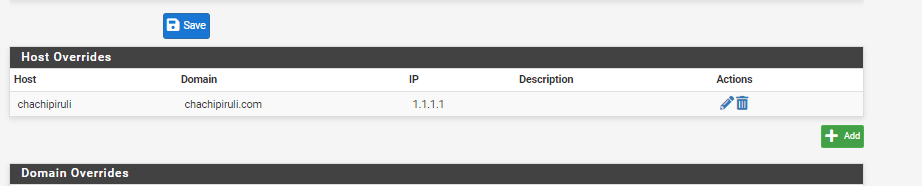 Save
Host Overrides
Host Domain IP Description Actions
chachipiruli chachipiruli.com 1.1.1.1
Add
Domain Overrides